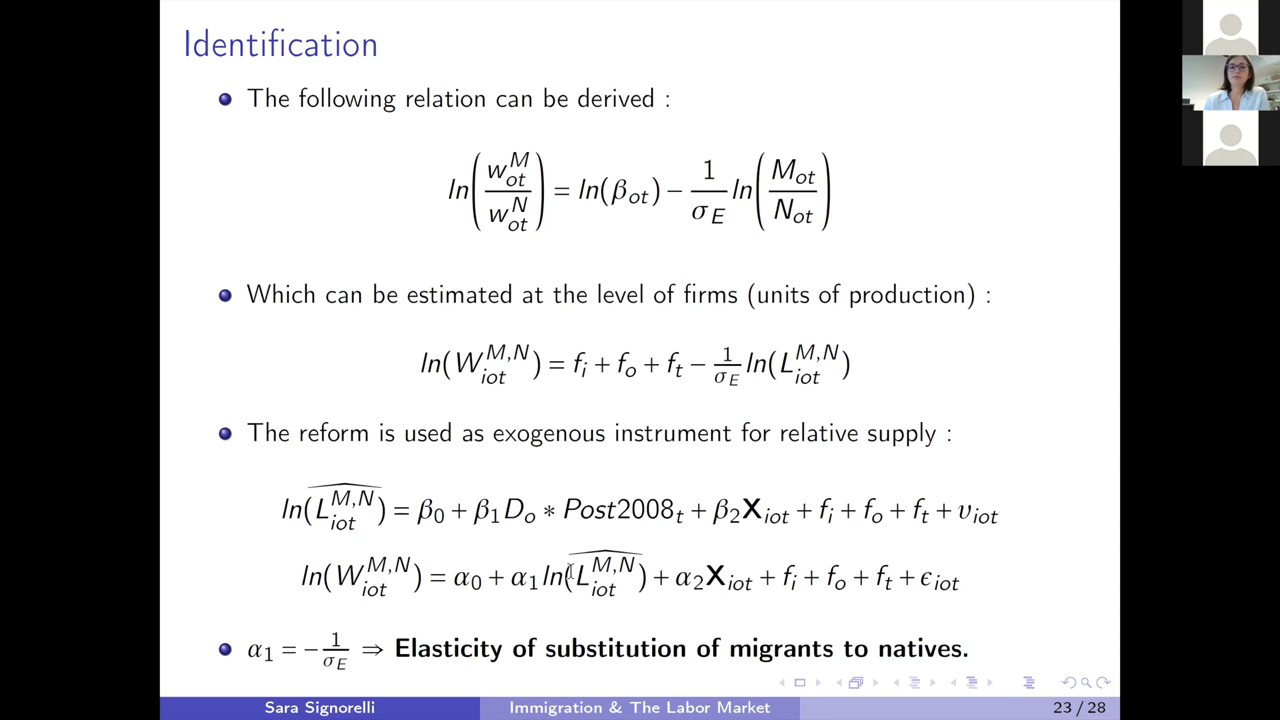 Identification
The following relation can be derived :
ln(w^M_ot / w^N_ot) = ln(β_ot) − 1/σ_E ln(M_ot / N_ot)
Which can be estimated at the level of firms (units of production) :
ln(W^{M,N}_iot) = f_i + f_o + f_t − 1/σ_E ln(L^{M,N}_iot)
The reform is used as exogenous instrument for relative supply :
ln(\widehat{L^{M,N}_iot}) = β_0 + β_1 D_o ∗ Post2008_t + β_2 X_iot + f_i + f_o + f_t + υ_iot
ln(W^{M,N}_iot) = α_0 + α_1 ln(\widehat{L^{M,N}_iot}) + α_2 X_iot + f_i + f_o + f_t + ϵ_iot
α_1 = − 1/σ_E ⇒ Elasticity of substitution of migrants to natives.
Sara Signorelli Immigration & The Labor Market 23 / 28